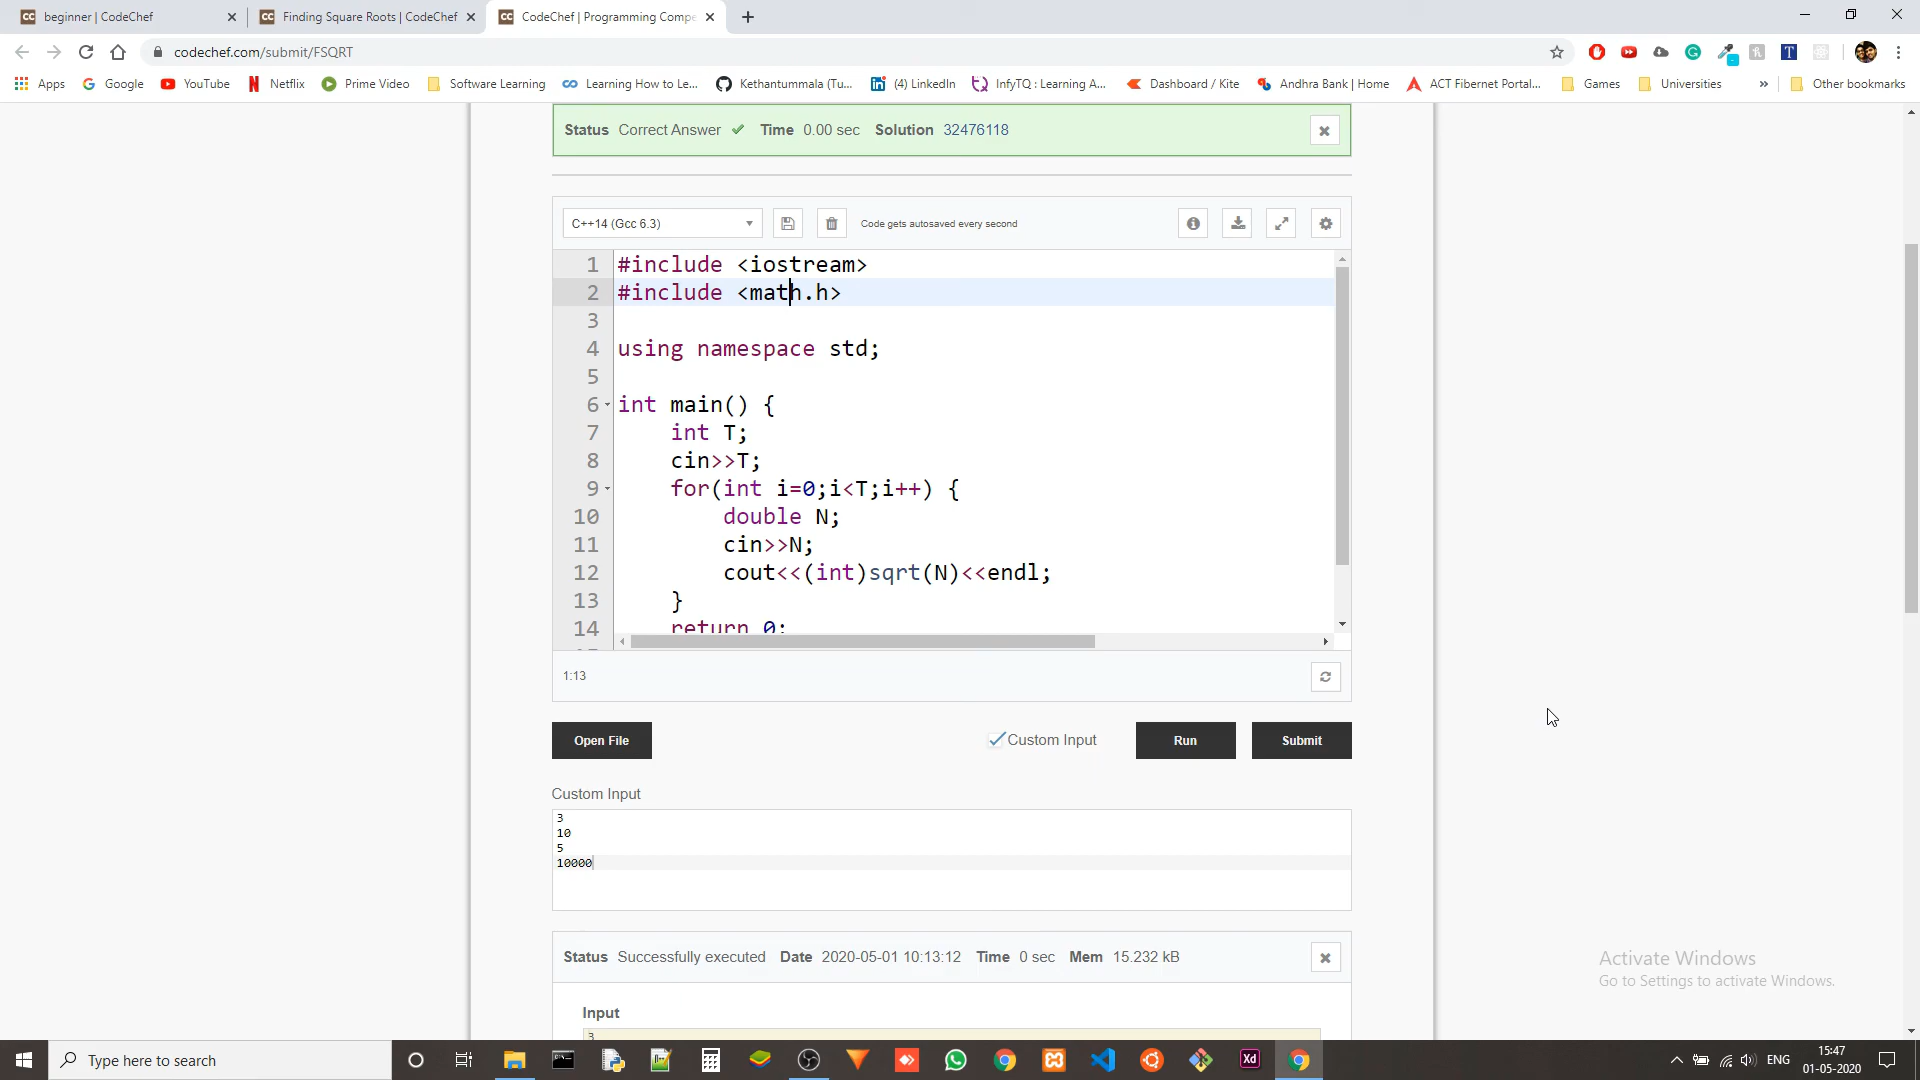 beginner | CodeChef
Finding Square Roots | CodeChef
CodeChef | Programming Compe
codechef.com/submit/FSQRT
Apps Google YouTube Netflix Prime Video Software Learning Learning How to Le... Kethantummala (Tu... (4) LinkedIn InfyTQ : Learning A... Dashboard / Kite Andhra Bank | Home ACT Fibernet Portal... Games Universities » Other bookmarks
Status Correct Answer ✔ Time 0.00 sec Solution 32476118
C++14 (Gcc 6.3) Code gets autosaved every second
1 #include <iostream>
2 #include <math.h>
3
4 using namespace std;
5
6 int main() {
7 int T;
8 cin>>T;
9 for(int i=0;i<T;i++) {
10 double N;
11 cin>>N;
12 cout<<(int)sqrt(N)<<endl;
13 }
14 return 0;
1:13
Open File Custom Input Run Submit
Custom Input
3
10
5
10000
Status Successfully executed Date 2020-05-01 10:13:12 Time 0 sec Mem 15.232 kB
Input
3
Activate Windows
Go to Settings to activate Windows.
Type here to search
ENG
15:47
01-05-2020